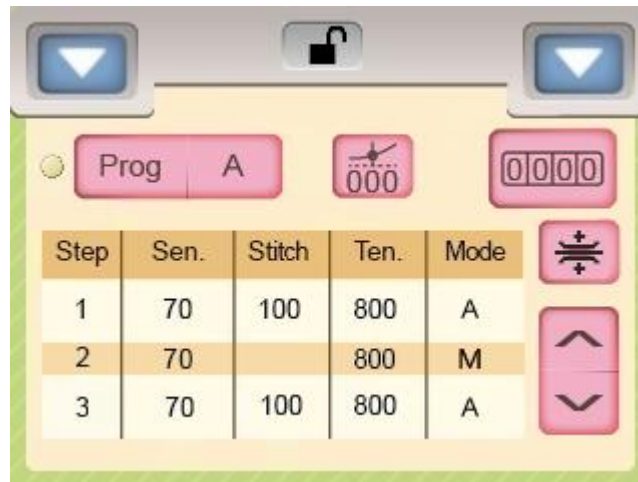 Prog A
000
0000
Step Sen. Stitch Ten. Mode
1 70 100 800 A
2 70 800 M
3 70 100 800 A